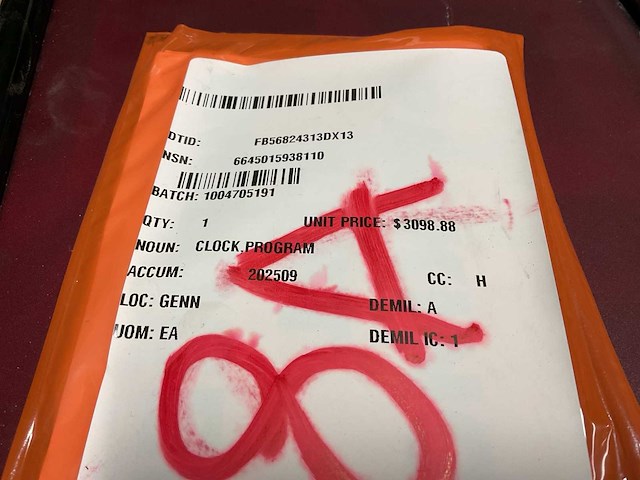 DTID: FB56824313DX13
NSN: 6645015938110
BATCH: 1004705191
QTY: 1 UNIT PRICE: $3098.88
NOUN: CLOCK,PROGRAM
ACCUM: 202509 CC: H
LOC: GENN DEMIL: A
UOM: EA DEMIL IC: 1
A
8